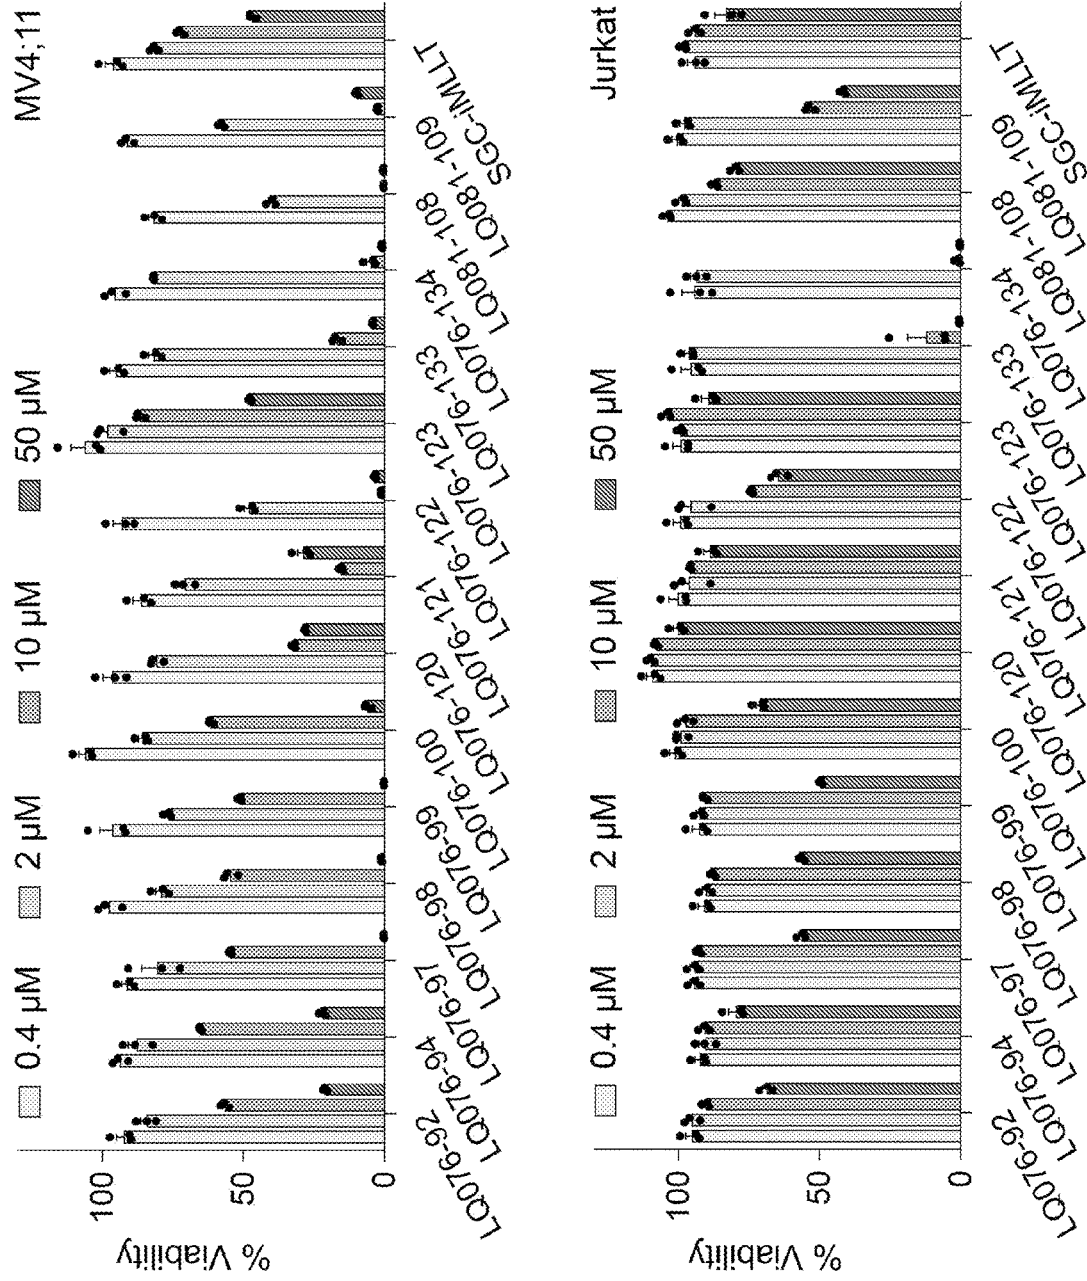 0.4 µM 2 µM 10 µM 50 µM MV4;11
% Viability
100
50
0
LQ076-92
LQ076-94
LQ076-97
LQ076-98
LQ076-99
LQ076-100
LQ076-120
LQ076-121
LQ076-122
LQ076-123
LQ076-133
LQ076-134
LQ081-108
LQ081-109
SGC-iMLLT
0.4 µM 2 µM 10 µM 50 µM Jurkat
% Viability
100
50
0
LQ076-92
LQ076-94
LQ076-97
LQ076-98
LQ076-99
LQ076-100
LQ076-120
LQ076-121
LQ076-122
LQ076-123
LQ076-133
LQ076-134
LQ081-108
LQ081-109
SGC-iMLLT